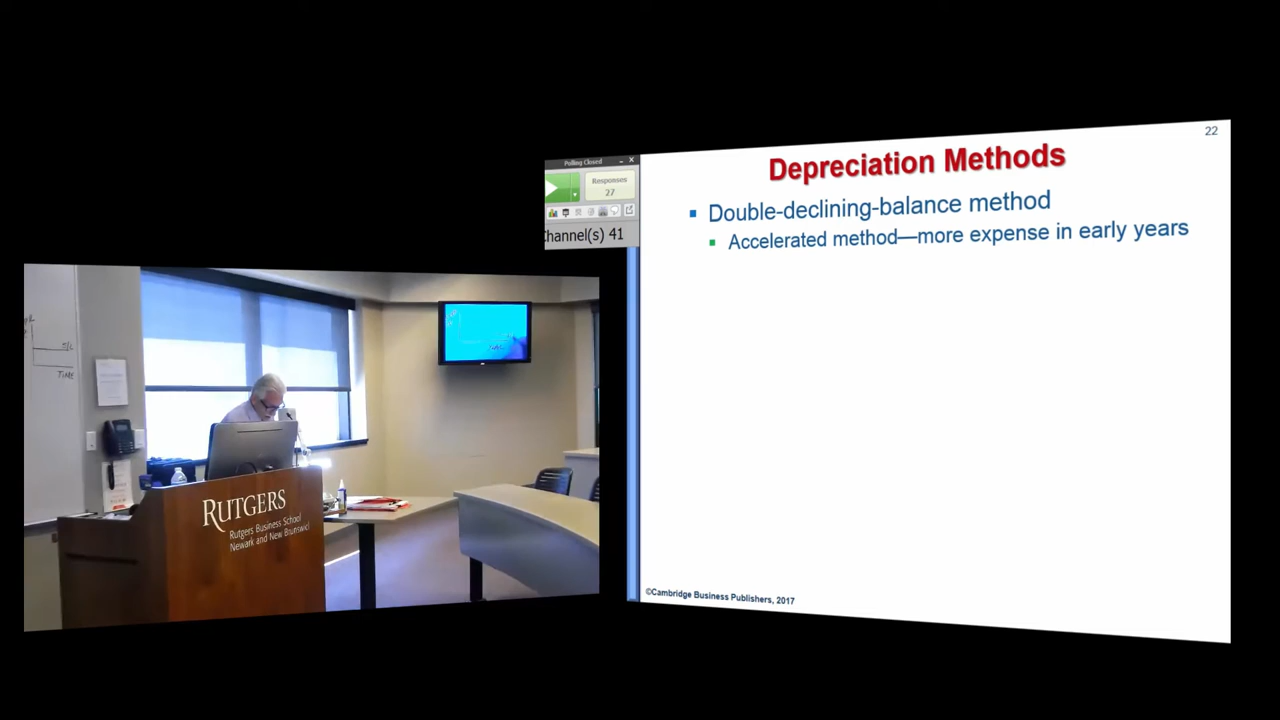 22
Depreciation Methods
Double-declining-balance method
Accelerated method—more expense in early years
©Cambridge Business Publishers, 2017
Polling Closed
Responses
27
Channel(s) 41
TIME
RUTGERS
Rutgers Business School
Newark and New Brunswick